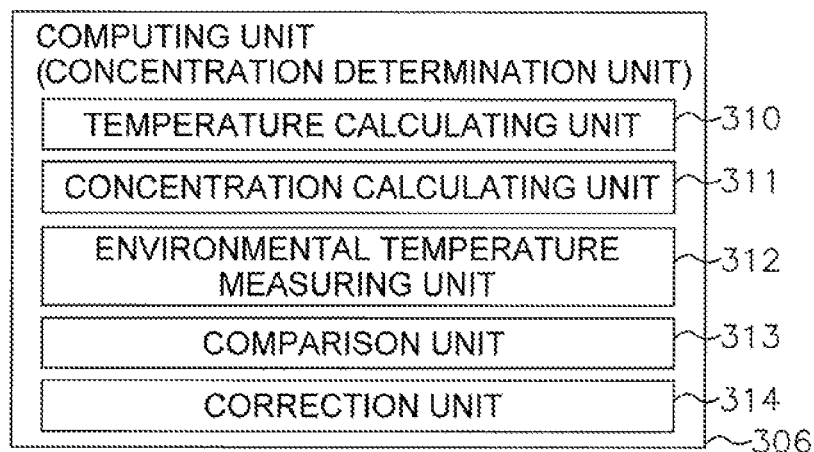 COMPUTING UNIT
(CONCENTRATION DETERMINATION UNIT)
TEMPERATURE CALCULATING UNIT
310
CONCENTRATION CALCULATING UNIT
311
ENVIRONMENTAL TEMPERATURE
MEASURING UNIT
312
COMPARISON UNIT
313
CORRECTION UNIT
314
306